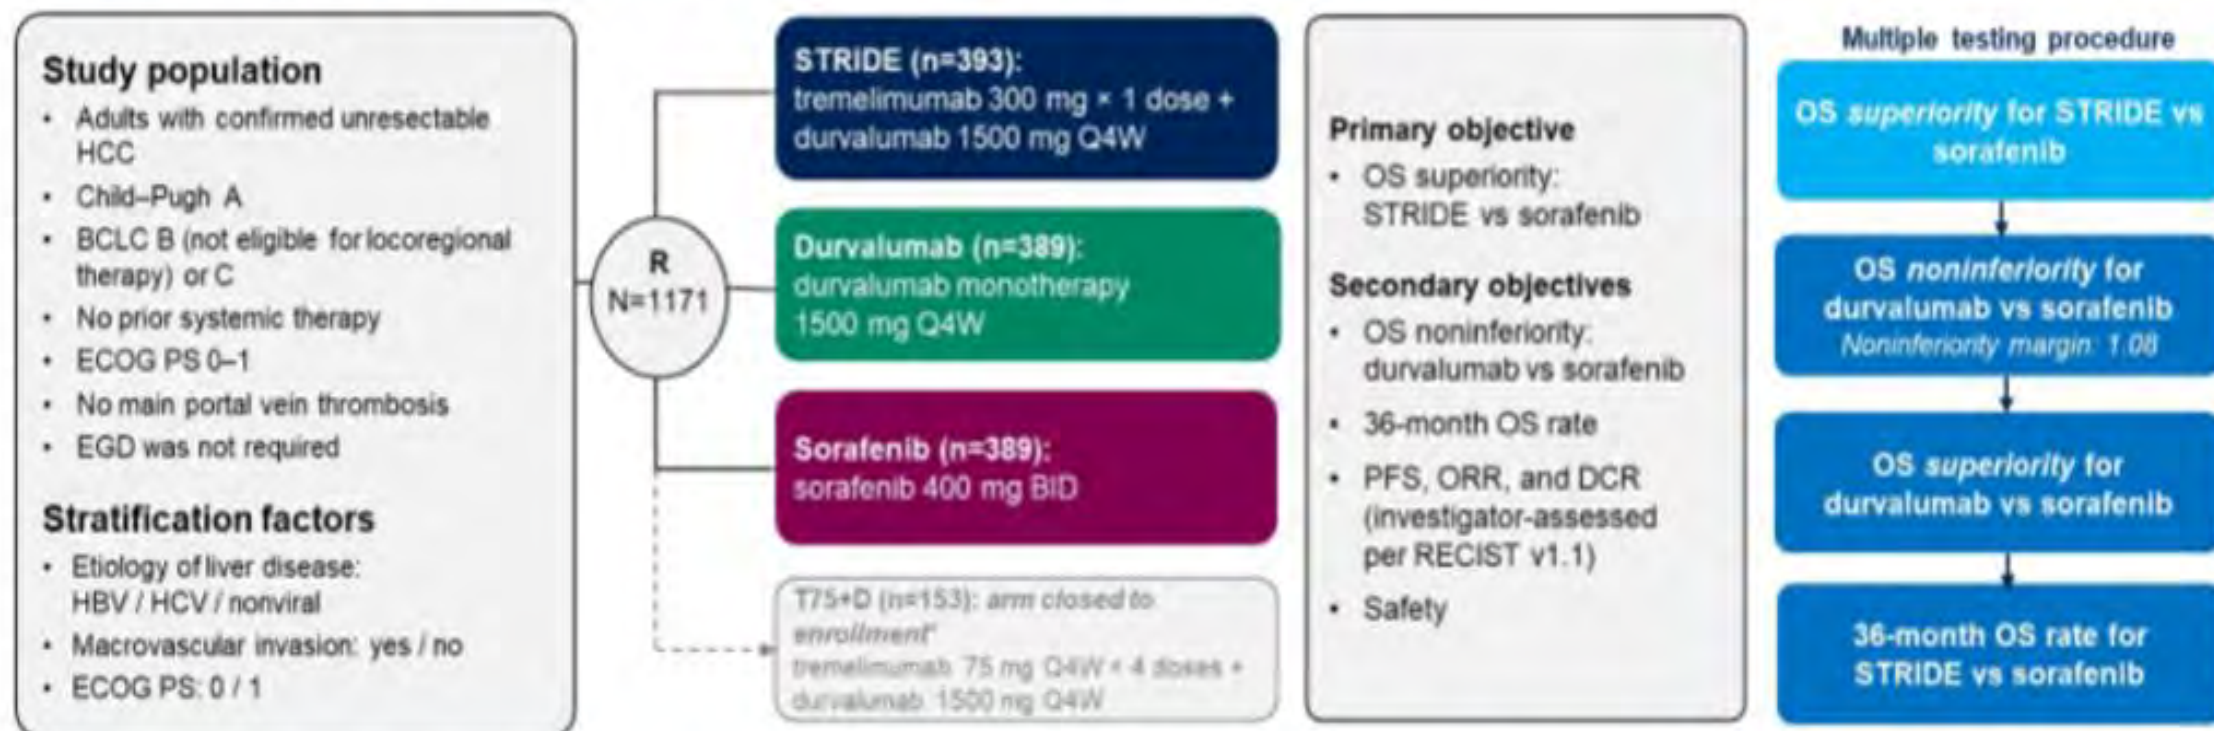 Study population
• Adults with confirmed unresectable
HCC
• Child–Pugh A
• BCLC B (not eligible for locoregional
therapy) or C
• No prior systemic therapy
• ECOG PS 0–1
• No main portal vein thrombosis
• EGD was not required
Stratification factors
• Etiology of liver disease:
HBV / HCV / nonviral
• Macrovascular invasion: yes / no
• ECOG PS: 0 / 1
R
N=1171
STRIDE (n=393):
tremelimumab 300 mg × 1 dose +
durvalumab 1500 mg Q4W
Durvalumab (n=389):
durvalumab monotherapy
1500 mg Q4W
Sorafenib (n=389):
sorafenib 400 mg BID
T75+D (n=153): arm closed to
enrollment*
tremelimumab 75 mg Q4W × 4 doses +
durvalumab 1500 mg Q4W
Primary objective
• OS superiority:
STRIDE vs sorafenib
Secondary objectives
• OS noninferiority:
durvalumab vs sorafenib
• 36-month OS rate
• PFS, ORR, and DCR
(investigator-assessed
per RECIST v1.1)
• Safety
Multiple testing procedure
OS superiority for STRIDE vs
sorafenib
OS noninferiority for
durvalumab vs sorafenib
Noninferiority margin: 1.08
OS superiority for
durvalumab vs sorafenib
36-month OS rate for
STRIDE vs sorafenib